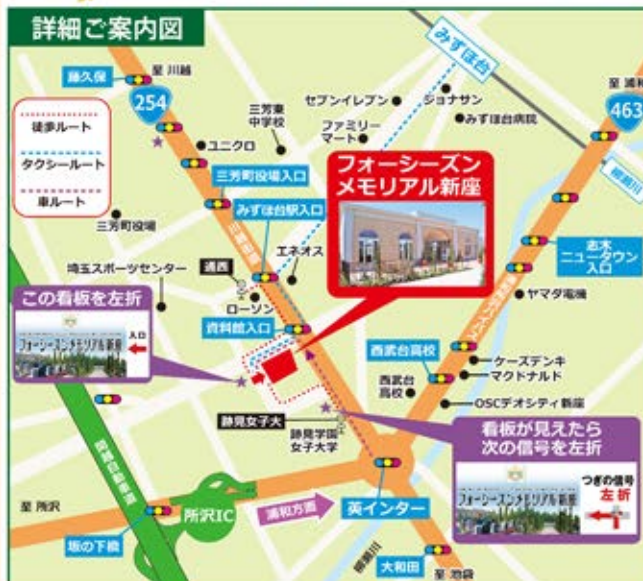 詳細ご案内図
藤久保
至 川越
254
徒歩ルート
タクシールート
車ルート
ユニクロ
三芳東
中学校
三芳町役場
三芳町役場入口
みずほ台駅入口
セブンイレブン
ファミリー
マート
ジョナサン
みずほ台病院
みずほ台
至 浦和
463
柳瀬川
志木
ニュータウン
入口
ヤマダ電機
フォーシーズン
メモリアル新座
埼玉スポーツセンター
通西
エネオス
ローソン
資料館入口
この看板を左折
フォーシーズンメモリアル新座
入口
西武台高校
西武台
高校
ケーズデンキ
マクドナルド
OSCデオシティ新座
跡見女子大
跡見学園
女子大学
看板が見えたら
次の信号を左折
フォーシーズンメモリアル新座
つぎの信号
左折
関越自動車道
至 所沢
所沢IC
浦和方面
英インター
坂の下橋
柳瀬川
大和田
至 池袋